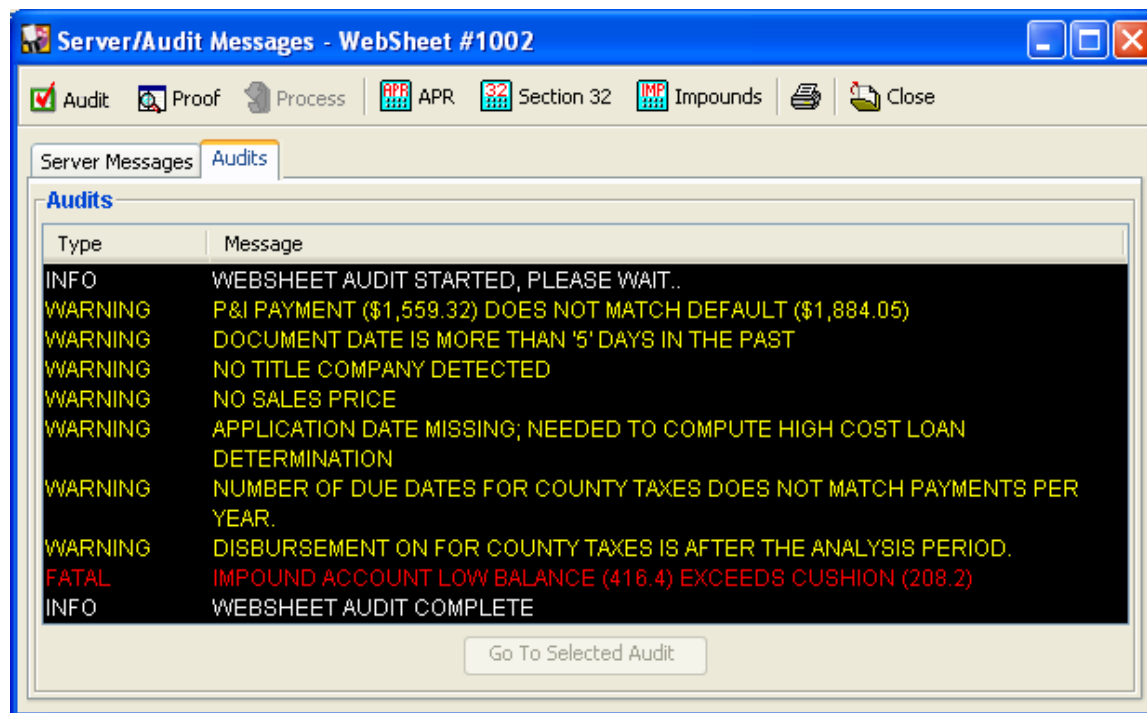 Server/Audit Messages - WebSheet #1002
Audit Proof Process APR APR 32 Section 32 IMP Impounds Close
Server Messages Audits
Audits
Type Message
INFO WEBSHEET AUDIT STARTED, PLEASE WAIT..
WARNING P&I PAYMENT ($1,559.32) DOES NOT MATCH DEFAULT ($1,884.05)
WARNING DOCUMENT DATE IS MORE THAN '5' DAYS IN THE PAST
WARNING NO TITLE COMPANY DETECTED
WARNING NO SALES PRICE
WARNING APPLICATION DATE MISSING; NEEDED TO COMPUTE HIGH COST LOAN
DETERMINATION
WARNING NUMBER OF DUE DATES FOR COUNTY TAXES DOES NOT MATCH PAYMENTS PER
YEAR.
WARNING DISBURSEMENT ON FOR COUNTY TAXES IS AFTER THE ANALYSIS PERIOD.
FATAL IMPOUND ACCOUNT LOW BALANCE (416.4) EXCEEDS CUSHION (208.2)
INFO WEBSHEET AUDIT COMPLETE
Go To Selected Audit